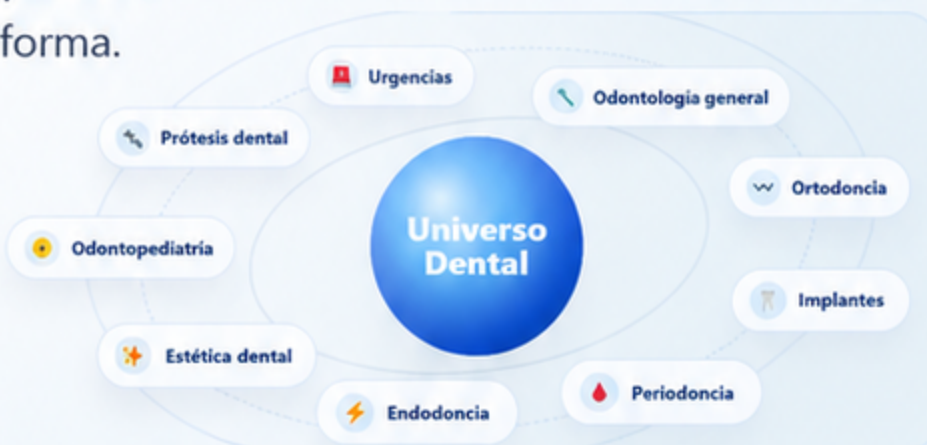 forma.
Urgencias
Odontología general
Prótesis dental
Ortodoncia
Universo
Dental
Odontopediatría
Implantes
Estética dental
Periodoncia
Endodoncia